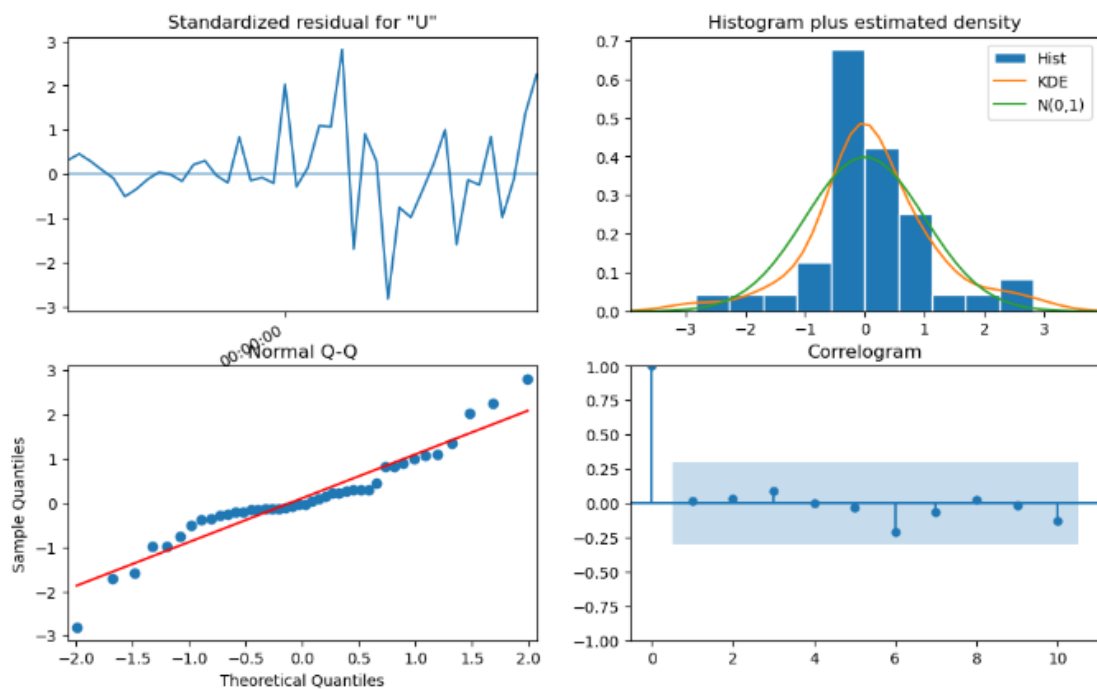 Standardized residual for "U"
3
2
1
0
−1
−2
−3
00:00:00
Histogram plus estimated density
0.7
0.6
0.5
0.4
0.3
0.2
0.1
0.0
−3 −2 −1 0 1 2 3
Hist
KDE
N(0,1)
Normal Q-Q
Sample Quantiles
3
2
1
0
−1
−2
−3
−2.0 −1.5 −1.0 −0.5 0.0 0.5 1.0 1.5 2.0
Theoretical Quantiles
Correlogram
1.00
0.75
0.50
0.25
0.00
−0.25
−0.50
−0.75
−1.00
0 2 4 6 8 10